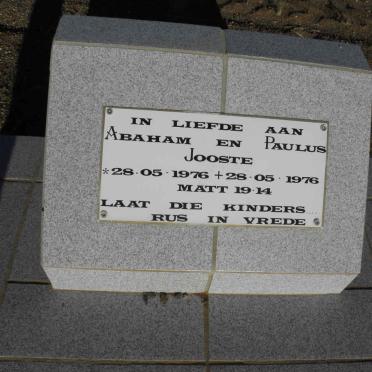 IN LIEFDE AAN
ABAHAM EN PAULUS
JOOSTE
*28·05·1976 +28·05·1976
MATT 19·14
LAAT DIE KINDERS...
RUS IN VREDE